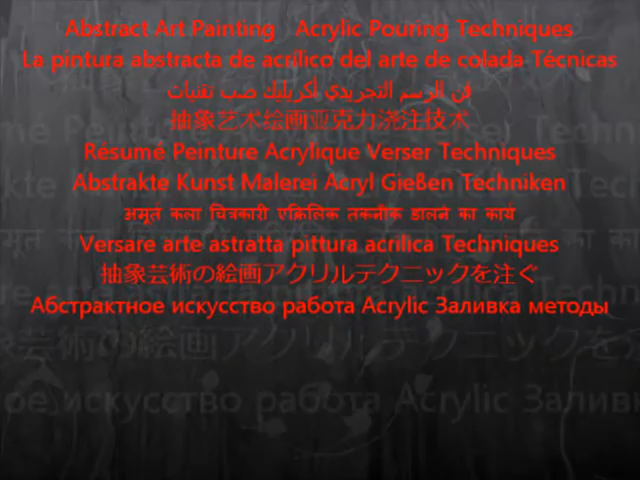 Abstract Art Painting Acrylic Pouring Techniques
La pintura abstracta de acrílico del arte de colada Técnicas
فن الرسم التجريدي أكريليك صب تقنيات
抽象艺术绘画亚克力浇注技术
Résumé Peinture Acrylique Verser Techniques
Abstrakte Kunst Malerei Acryl Gießen Techniken
अमूर्त कला चित्रकारी एक्रिलिक तकनीक डालने का कार्य
Versare arte astratta pittura acrilica Techniques
抽象芸術の絵画アクリルテクニックを注ぐ
Абстрактное искусство работа Acrylic Заливка методы